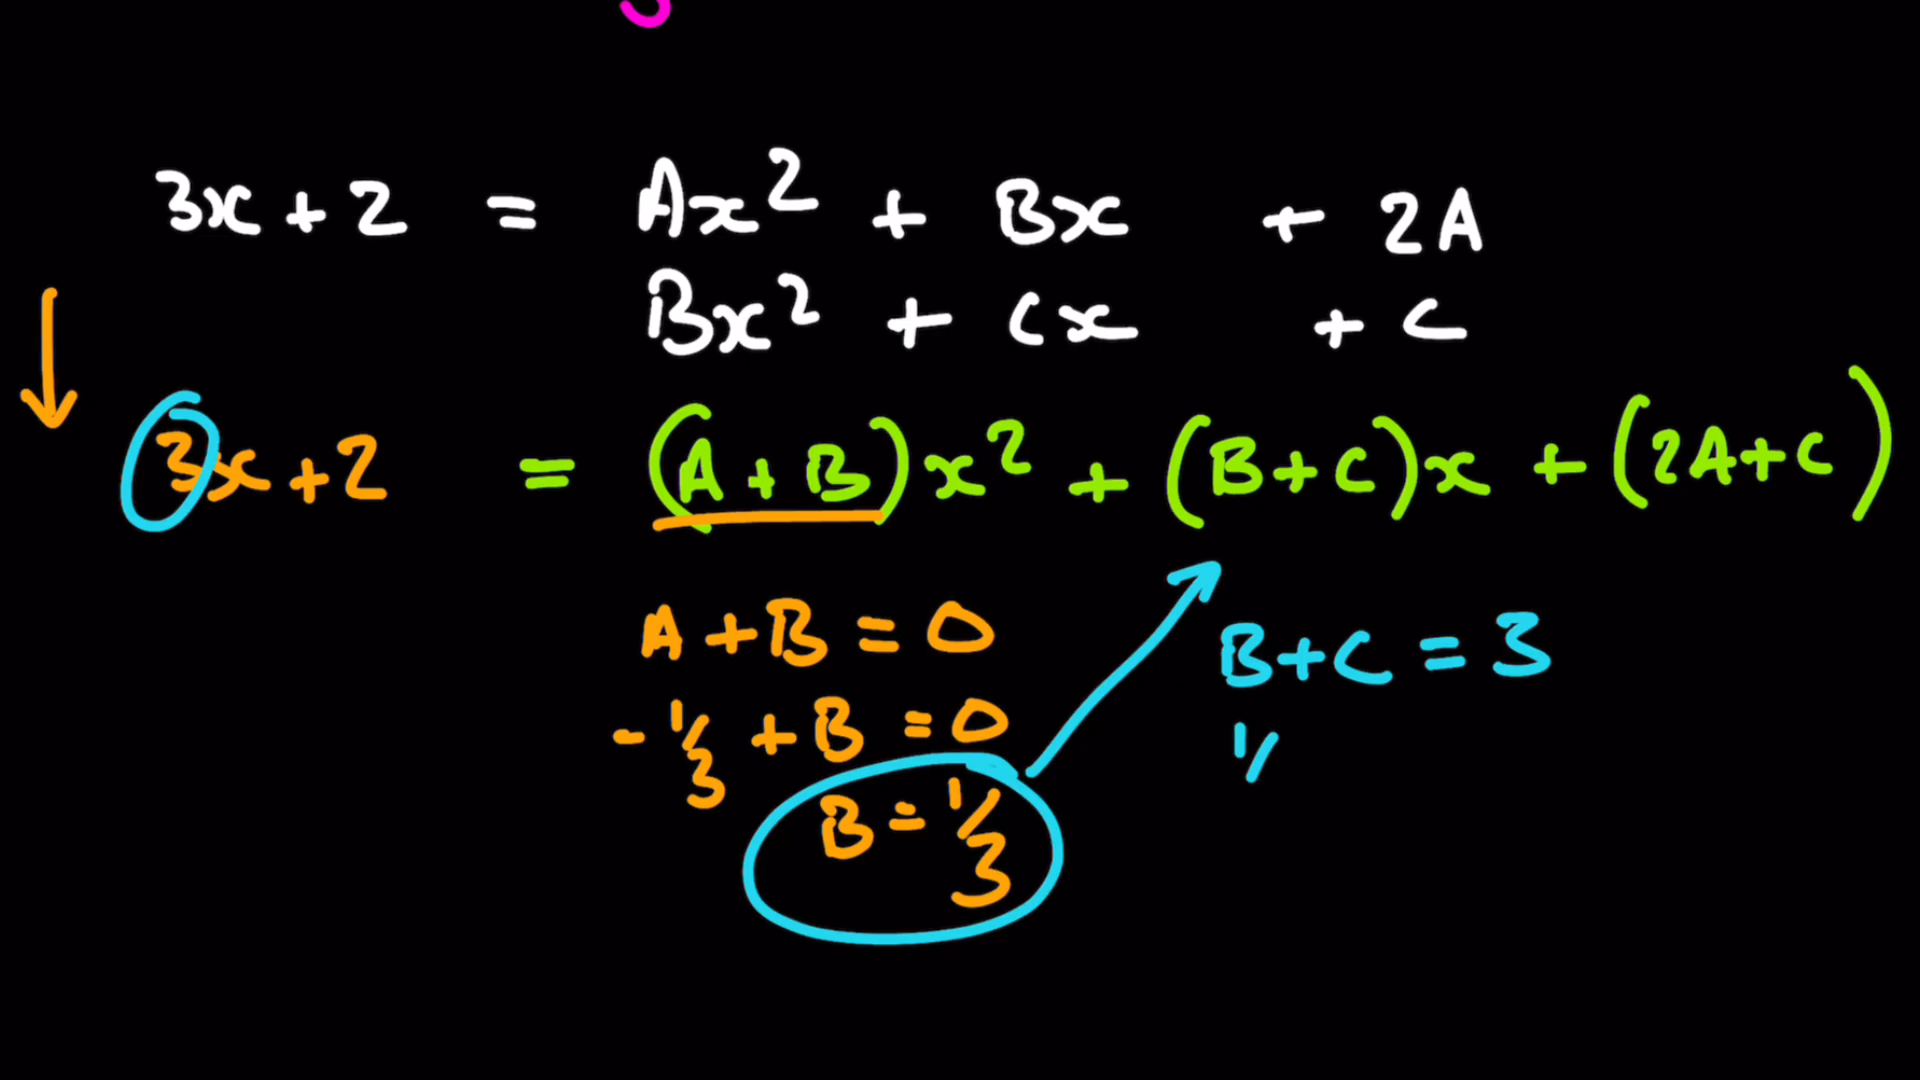 3x + 2 = Ax² + Bx + 2A
Bx² + Cx + C
3x + 2 = (A + B)x² + (B + C)x + (2A + C)
A + B = 0
B + C = 3
- 1/3 + B = 0
1/
B = 1/3